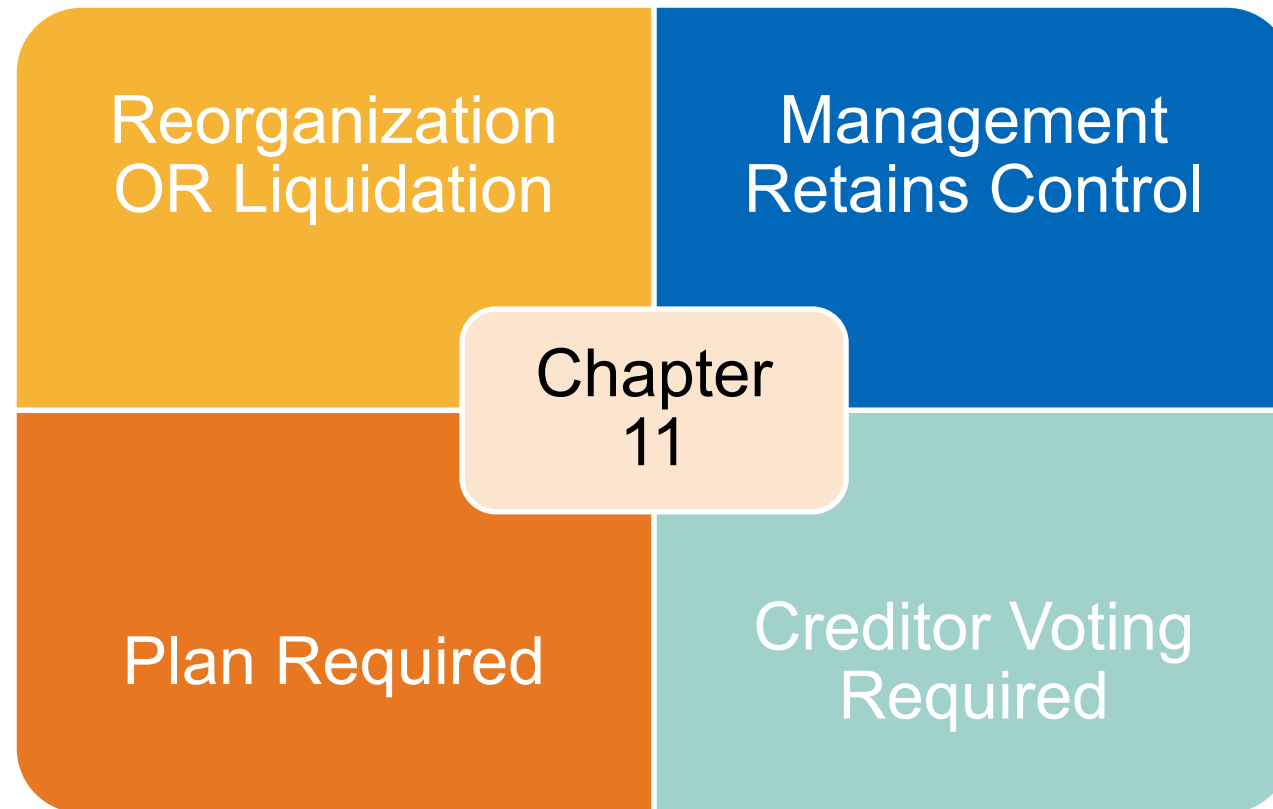 Reorganization
OR Liquidation
Management
Retains Control
Chapter
11
Plan Required
Creditor Voting
Required